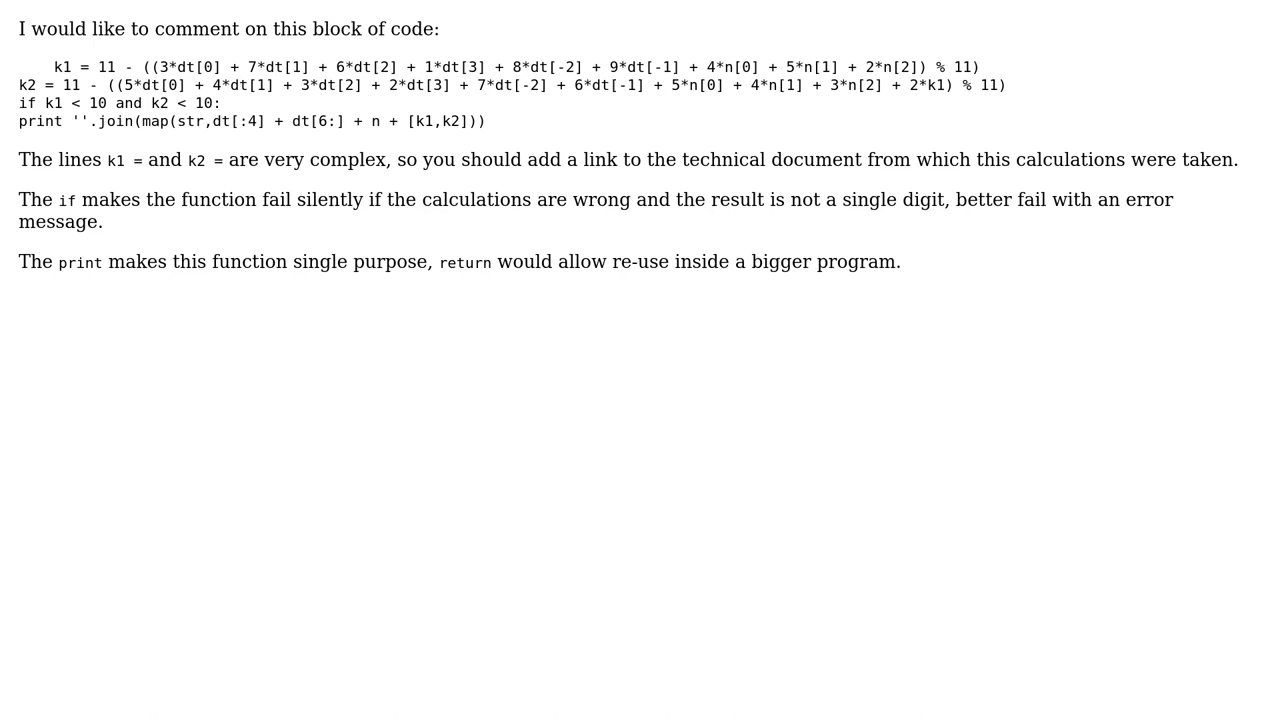 I would like to comment on this block of code:
k1 = 11 - ((3*dt[0] + 7*dt[1] + 6*dt[2] + 1*dt[3] + 8*dt[-2] + 9*dt[-1] + 4*n[0] + 5*n[1] + 2*n[2]) % 11)
k2 = 11 - ((5*dt[0] + 4*dt[1] + 3*dt[2] + 2*dt[3] + 7*dt[-2] + 6*dt[-1] + 5*n[0] + 4*n[1] + 3*n[2] + 2*k1) % 11)
if k1 < 10 and k2 < 10:
print ''.join(map(str,dt[:4] + dt[6:] + n + [k1,k2]))
The lines k1 = and k2 = are very complex, so you should add a link to the technical document from which this calculations were taken.
The if makes the function fail silently if the calculations are wrong and the result is not a single digit, better fail with an error
message.
The print makes this function single purpose, return would allow re-use inside a bigger program.